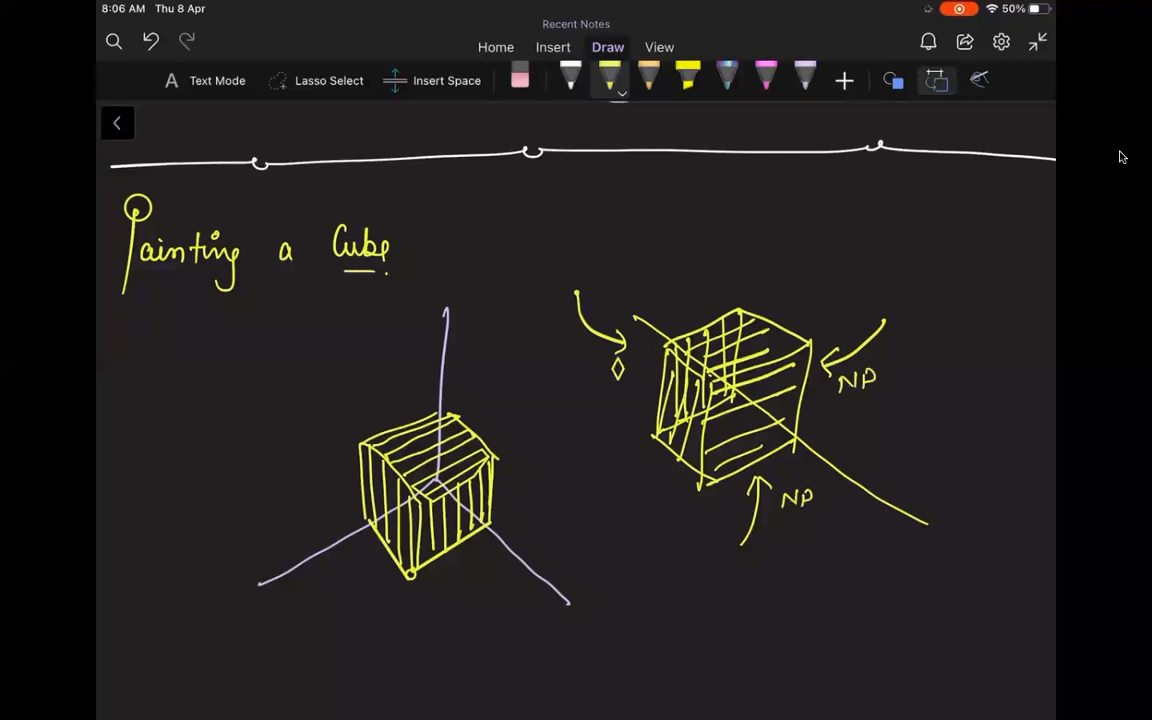 8:06 AM Thu 8 Apr
50%
Recent Notes
Home Insert Draw View
Text Mode Lasso Select Insert Space
Painting a Cube
NP
NP